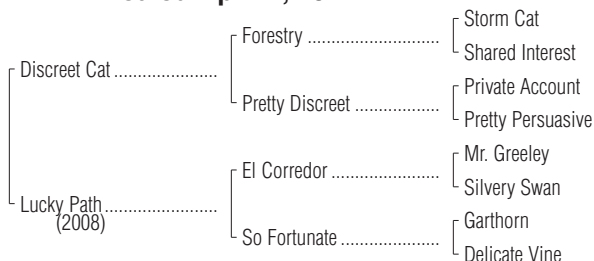 Storm Cat
Forestry
Shared Interest
Discreet Cat
Private Account
Pretty Discreet
Pretty Persuasive
Mr. Greeley
El Corredor
Silvery Swan
Lucky Path
(2008)
Garthorn
So Fortunate
Delicate Vine